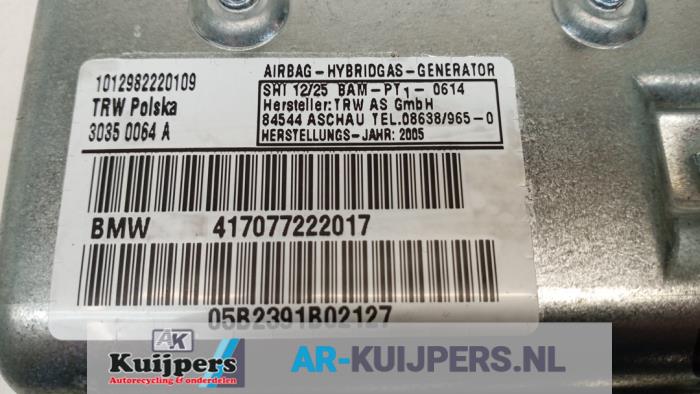 1012982220109
TRW Polska
3035 0064 A
AIRBAG-HYBRIDGAS-GENERATOR
SHI 12/25 BAM-PT1- 0614
Hersteller:TRW AS GmbH
84544 ASCHAU TEL.08638/965-0
HERSTELLUNGS-JAHR:2005
BMW 417077222017
05B2391B02127
AK
Kuijpers
Autorecycling & onderdelen
AR-KUIJPERS.NL